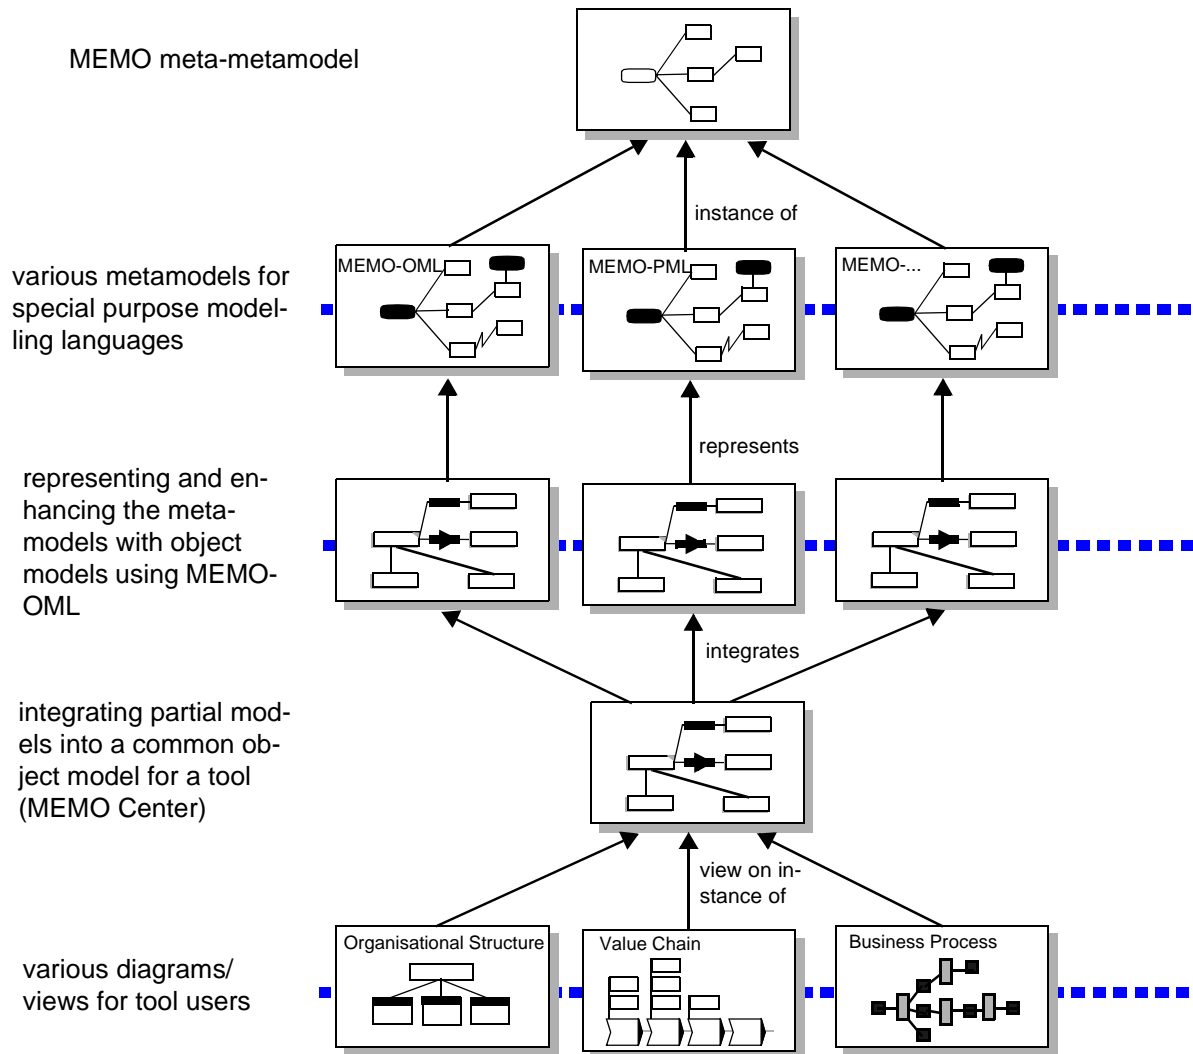 MEMO meta-metamodel
instance of
various metamodels for
special purpose model-
ling languages
MEMO-OML
MEMO-PML
MEMO-...
represents
representing and en-
hancing the meta-
models with object
models using MEMO-
OML
integrates
integrating partial mod-
els into a common ob-
ject model for a tool
(MEMO Center)
view on in-
stance of
various diagrams/
views for tool users
Organisational Structure
Value Chain
Business Process